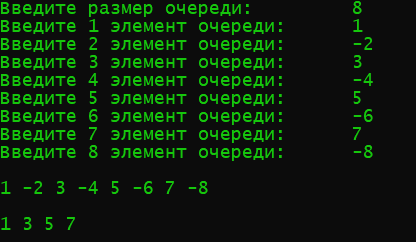 Введите размер очереди: 8
Введите 1 элемент очереди: 1
Введите 2 элемент очереди: -2
Введите 3 элемент очереди: 3
Введите 4 элемент очереди: -4
Введите 5 элемент очереди: 5
Введите 6 элемент очереди: -6
Введите 7 элемент очереди: 7
Введите 8 элемент очереди: -8
1 -2 3 -4 5 -6 7 -8
1 3 5 7